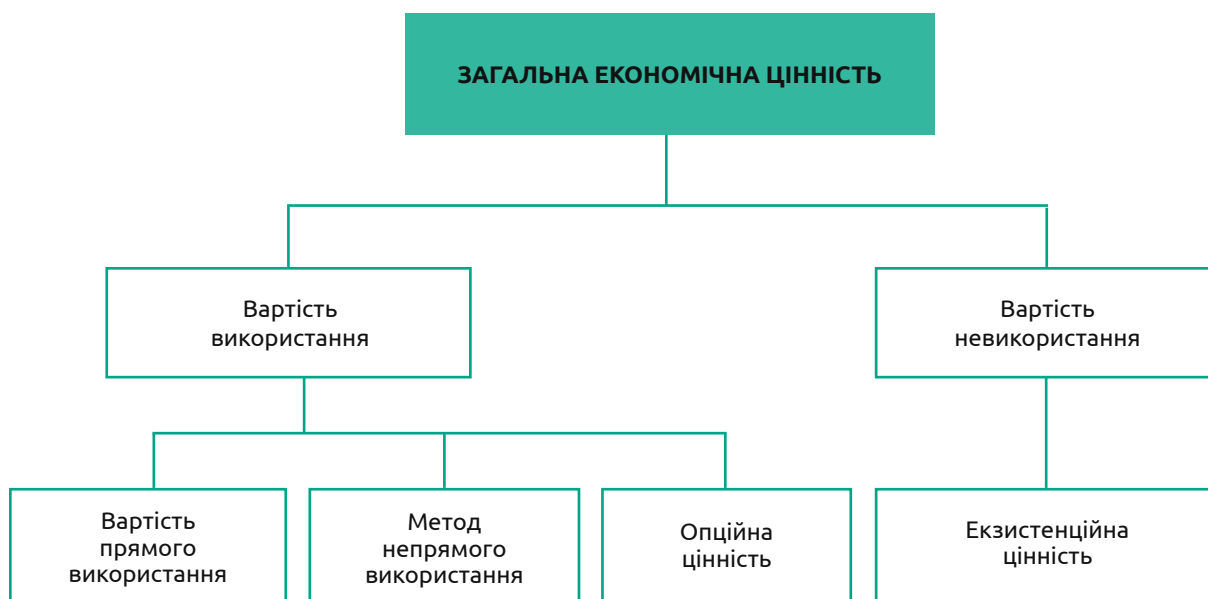 ЗАГАЛЬНА ЕКОНОМІЧНА ЦІННІСТЬ
Вартість
використання
Вартість
невикористання
Вартість
прямого
використання
Метод
непрямого
використання
Опційна
цінність
Екзистенційна
цінність